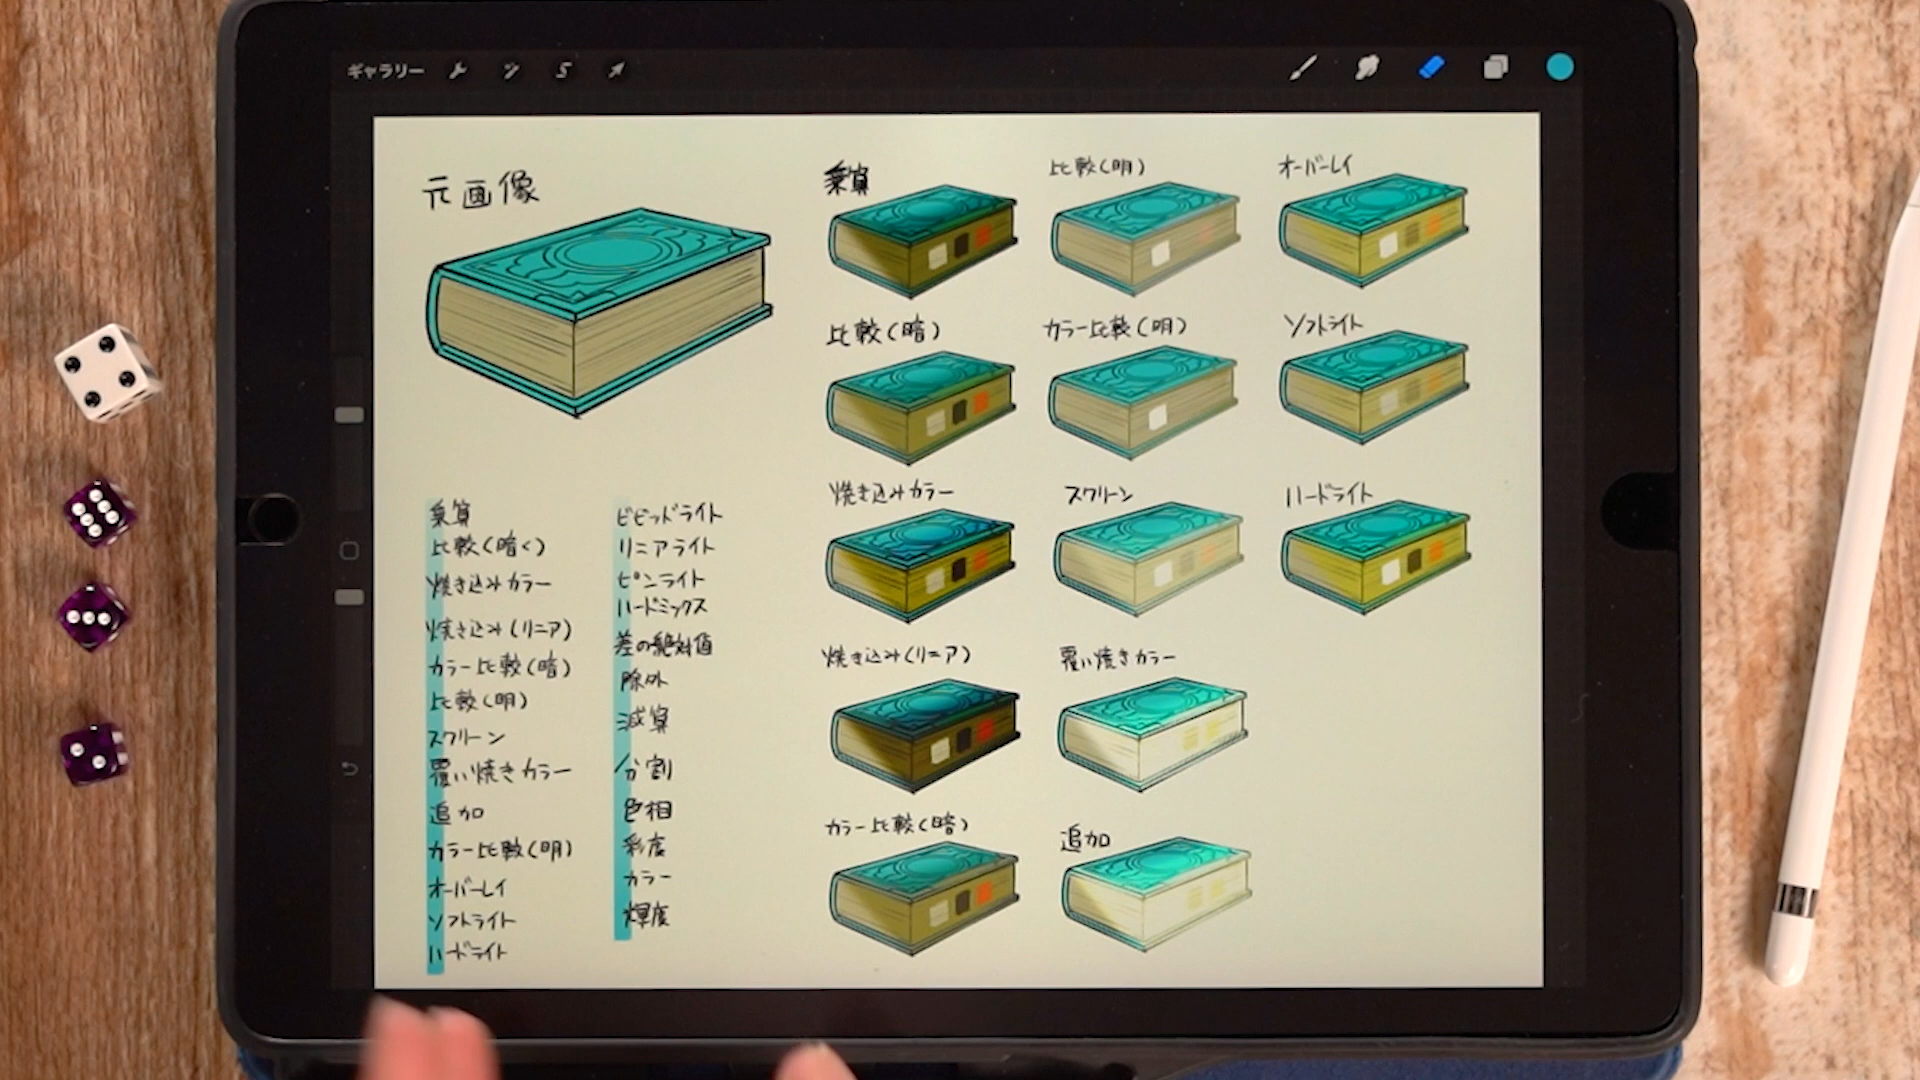 ギャラリー
元画像
乗算
比較(暗く)
焼き込みカラー
焼き込み(リニア)
カラー比較(暗)
比較(明)
スクリーン
覆い焼きカラー
追加
カラー比較(明)
オーバーレイ
ソフトライト
ハードライト
ビビッドライト
リニアライト
ピンライト
ハードミックス
差の絶対値
除外
減算
分割
色相
彩度
カラー
輝度
乗算
比較(暗)
焼き込みカラー
焼き込み(リニア)
カラー比較(暗)
比較(明)
カラー比較(明)
スクリーン
覆い焼きカラー
追加
オーバーレイ
ソフトライト
ハードライト